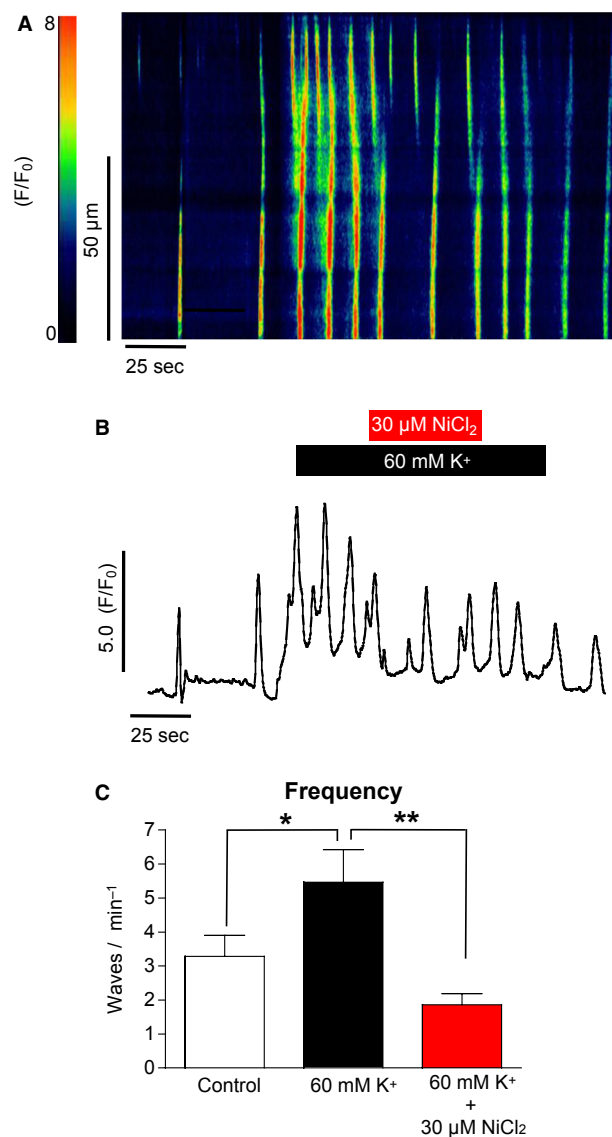 A
8
(F/F₀)
0
50 µm
25 sec
B
30 µM NiCl₂
60 mM K⁺
5.0 (F/F₀)
25 sec
C
Frequency
* **
7
6
5
4
3
2
1
0
Waves / min⁻¹
Control
60 mM K⁺
60 mM K⁺
+
30 µM NiCl₂